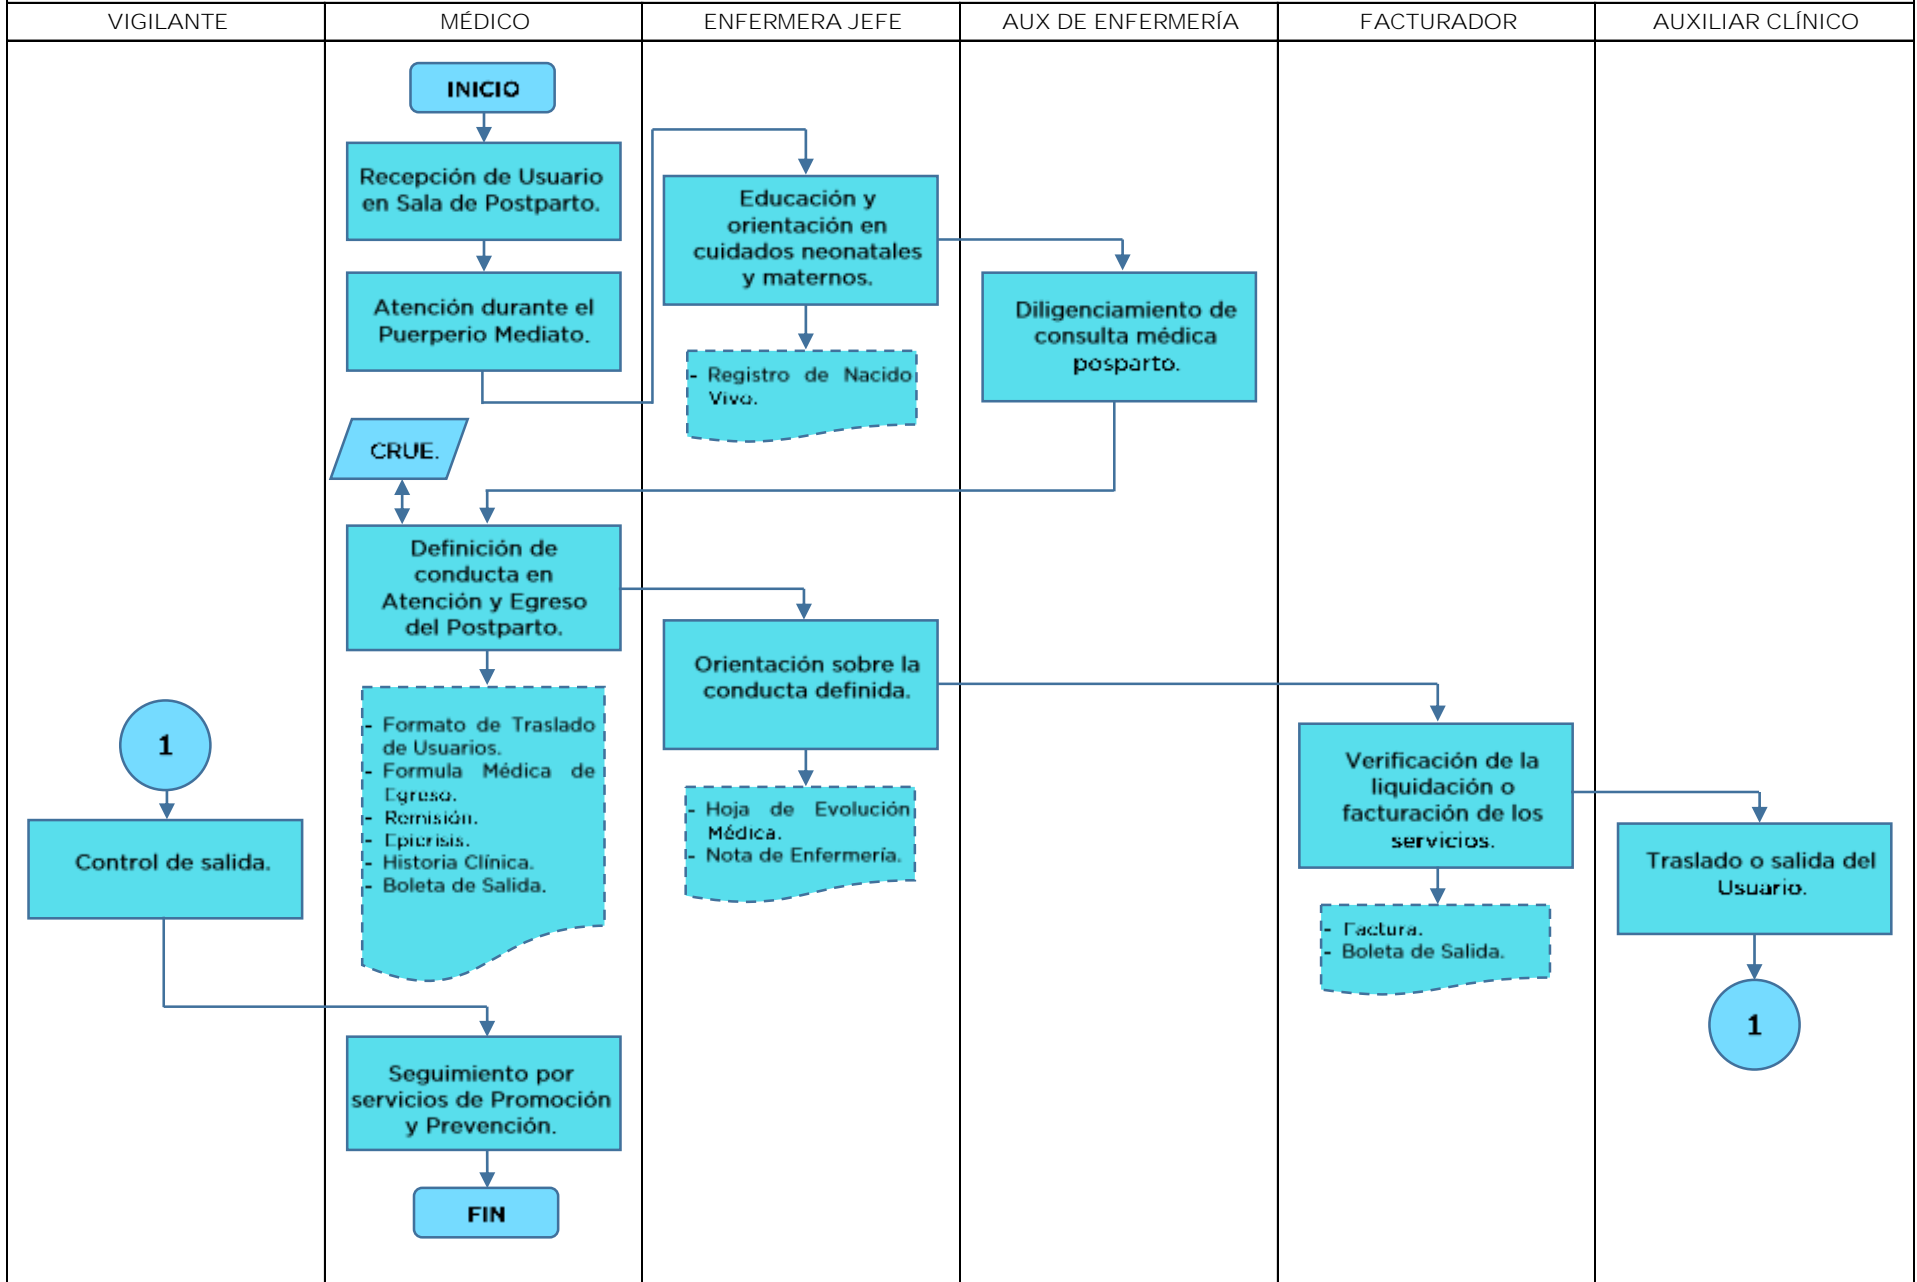 VIGILANTE
MÉDICO
ENFERMERA JEFE
AUX DE ENFERMERÍA
FACTURADOR
AUXILIAR CLÍNICO
INICIO
Recepción de Usuario
en Sala de Postparto.
Atención durante el
Puerperio Mediato.
Educación y
orientación en
cuidados neonatales
y maternos.
- Registro de Nacido
Vivo.
Diligenciamiento de
consulta médica
posparto.
CRUE.
Definición de
conducta en
Atención y Egreso
del Postparto.
- Formato de Traslado
de Usuarios.
- Formula Médica de
Egreso.
- Remisión.
- Epicrisis.
- Historia Clínica.
- Boleta de Salida.
Orientación sobre la
conducta definida.
- Hoja de Evolución
Médica.
- Nota de Enfermería.
Verificación de la
liquidación o
facturación de los
servicios.
- Factura.
- Boleta de Salida.
Traslado o salida del
Usuario.
1
1
Control de salida.
Seguimiento por
servicios de Promoción
y Prevención.
FIN